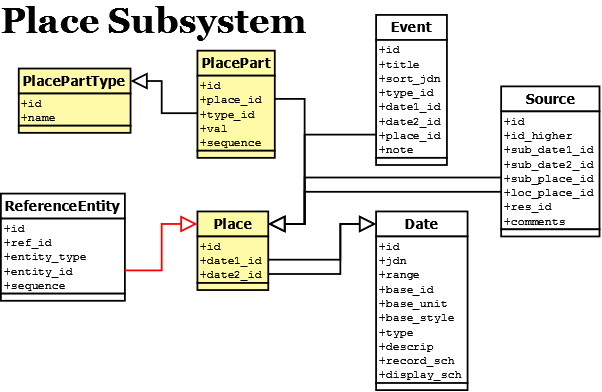 Place Subsystem
Event
+id
+title
+sort_jdn
+type_id
+date1_id
+date2_id
+place_id
+note
PlacePart
+id
+place_id
+type_id
+val
+sequence
PlacePartType
+id
+name
Source
+id
+id_higher
+sub_date1_id
+sub_date2_id
+sub_place_id
+loc_place_id
+res_id
+comments
ReferenceEntity
+id
+ref_id
+entity_type
+entity_id
+sequence
Place
+id
+date1_id
+date2_id
Date
+id
+jdn
+range
+base_id
+base_unit
+base_style
+type
+descrip
+record_sch
+display_sch